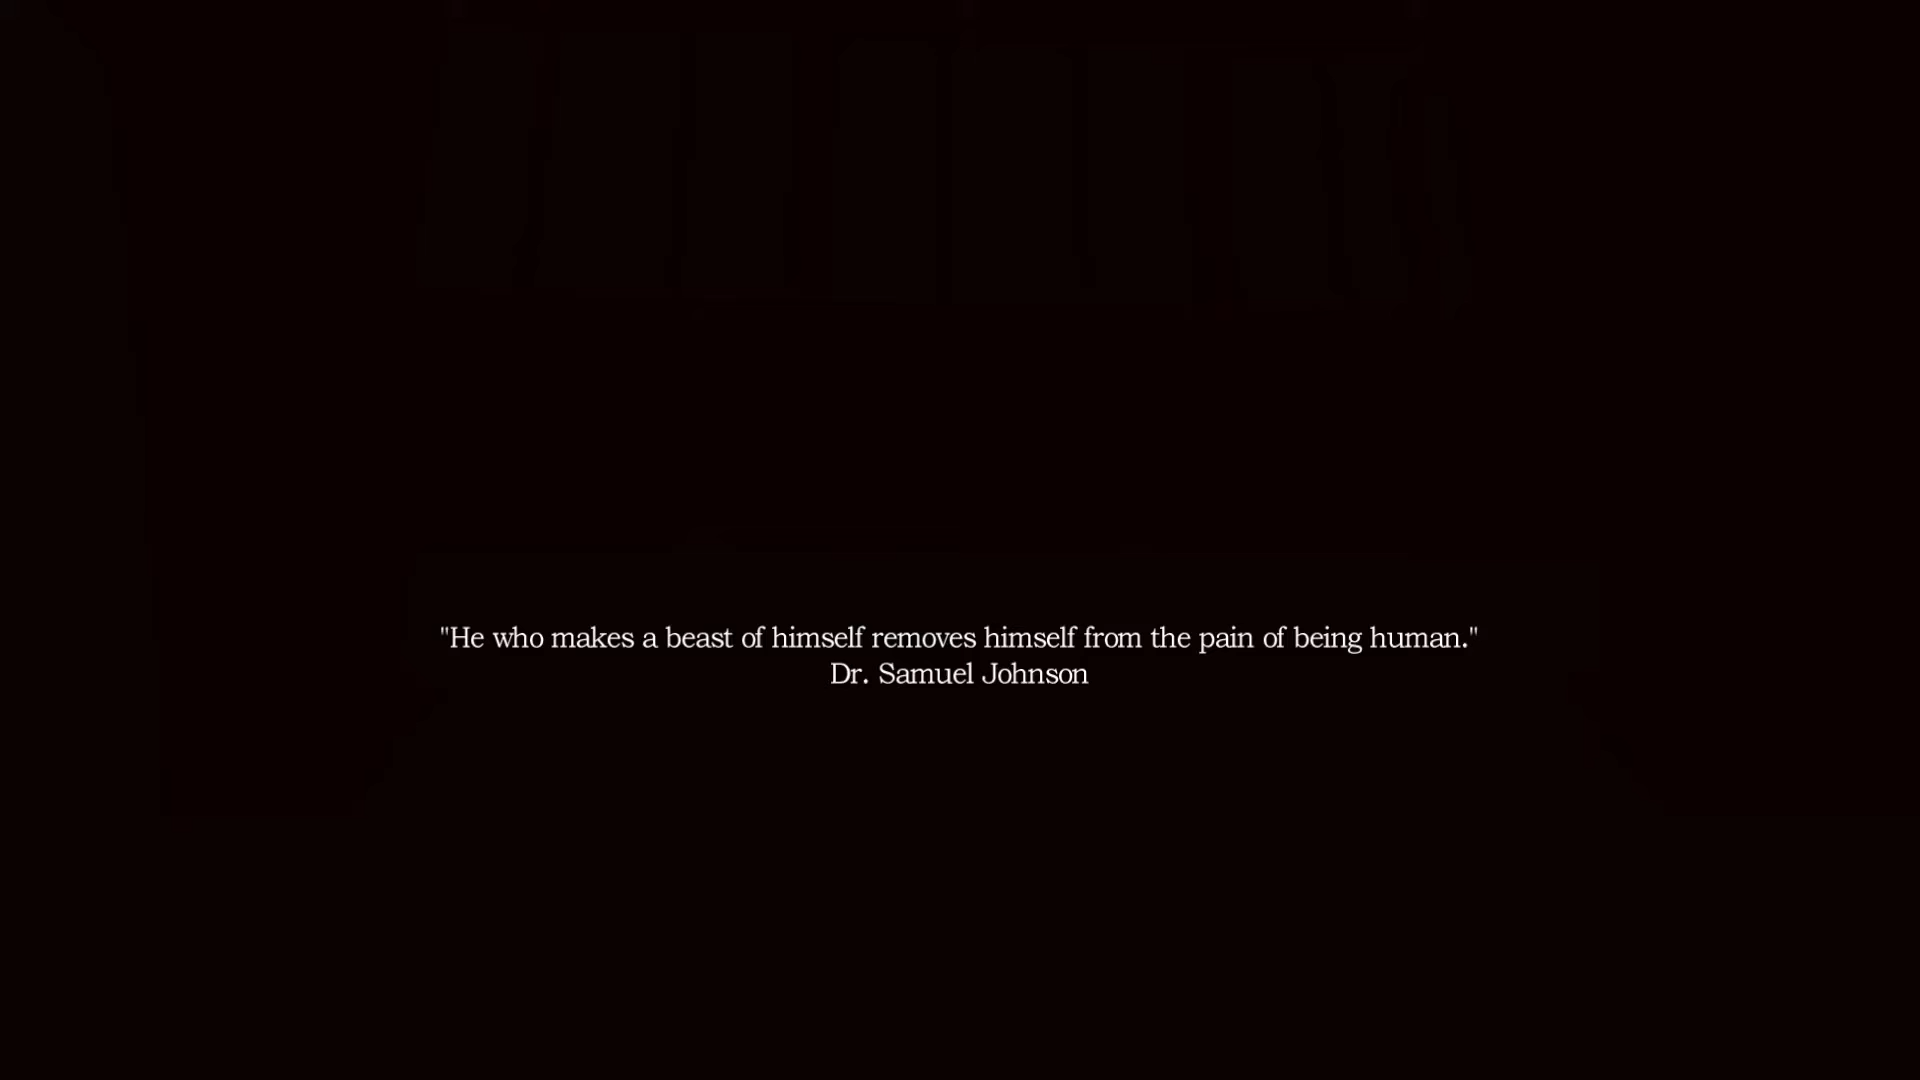 "He who makes a beast of himself removes himself from the pain of being human."
Dr. Samuel Johnson